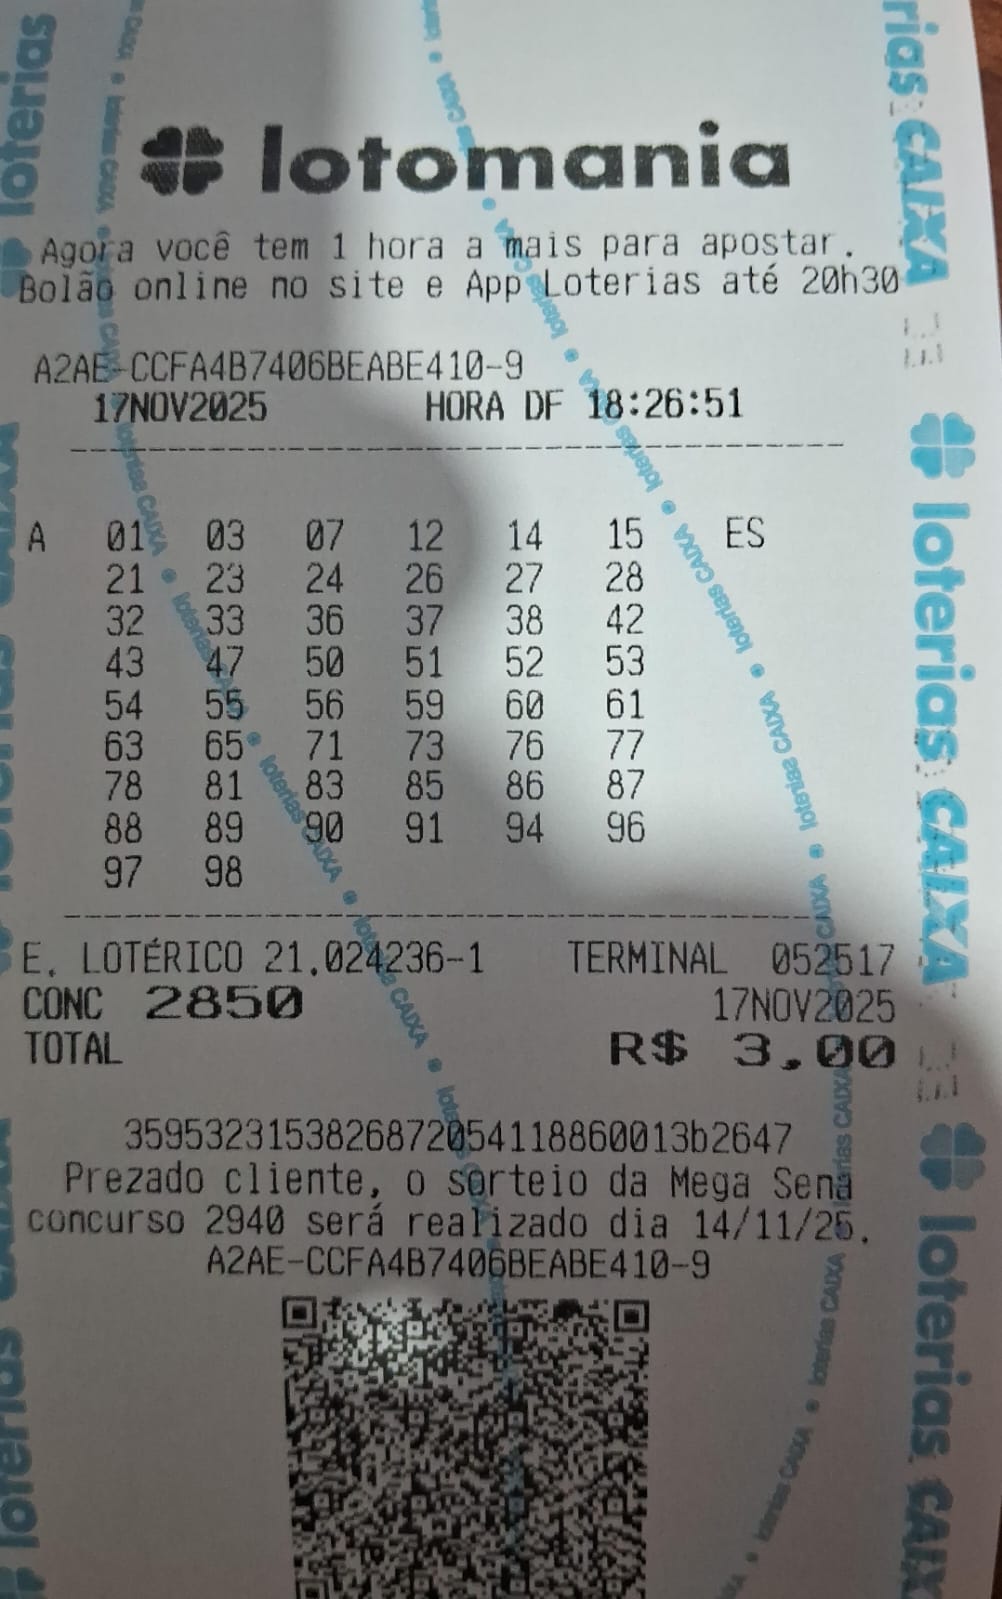 lotomania
Agora você tem 1 hora a mais para apostar.
Bolão online no site e App Loterias até 20h30
A2AE-CCFA4B7406BEABE410-9
17NOV2025 HORA DF 18:26:51
A 01 03 07 12 14 15 ES
21 23 24 26 27 28
32 33 36 37 38 42
43 47 50 51 52 53
54 55 56 59 60 61
63 65 71 73 76 77
78 81 83 85 86 87
88 89 90 91 94 96
97 98
E. LOTÉRICO 21.024236-1 TERMINAL 052517
CONC 2850 17NOV2025
TOTAL R$ 3,00
3595323153826872054118860013b2647
Prezado cliente, o sorteio da Mega Sena
concurso 2940 será realizado dia 14/11/25.
A2AE-CCFA4B7406BEABE410-9
loterias CAIXA
loterias CAIXA